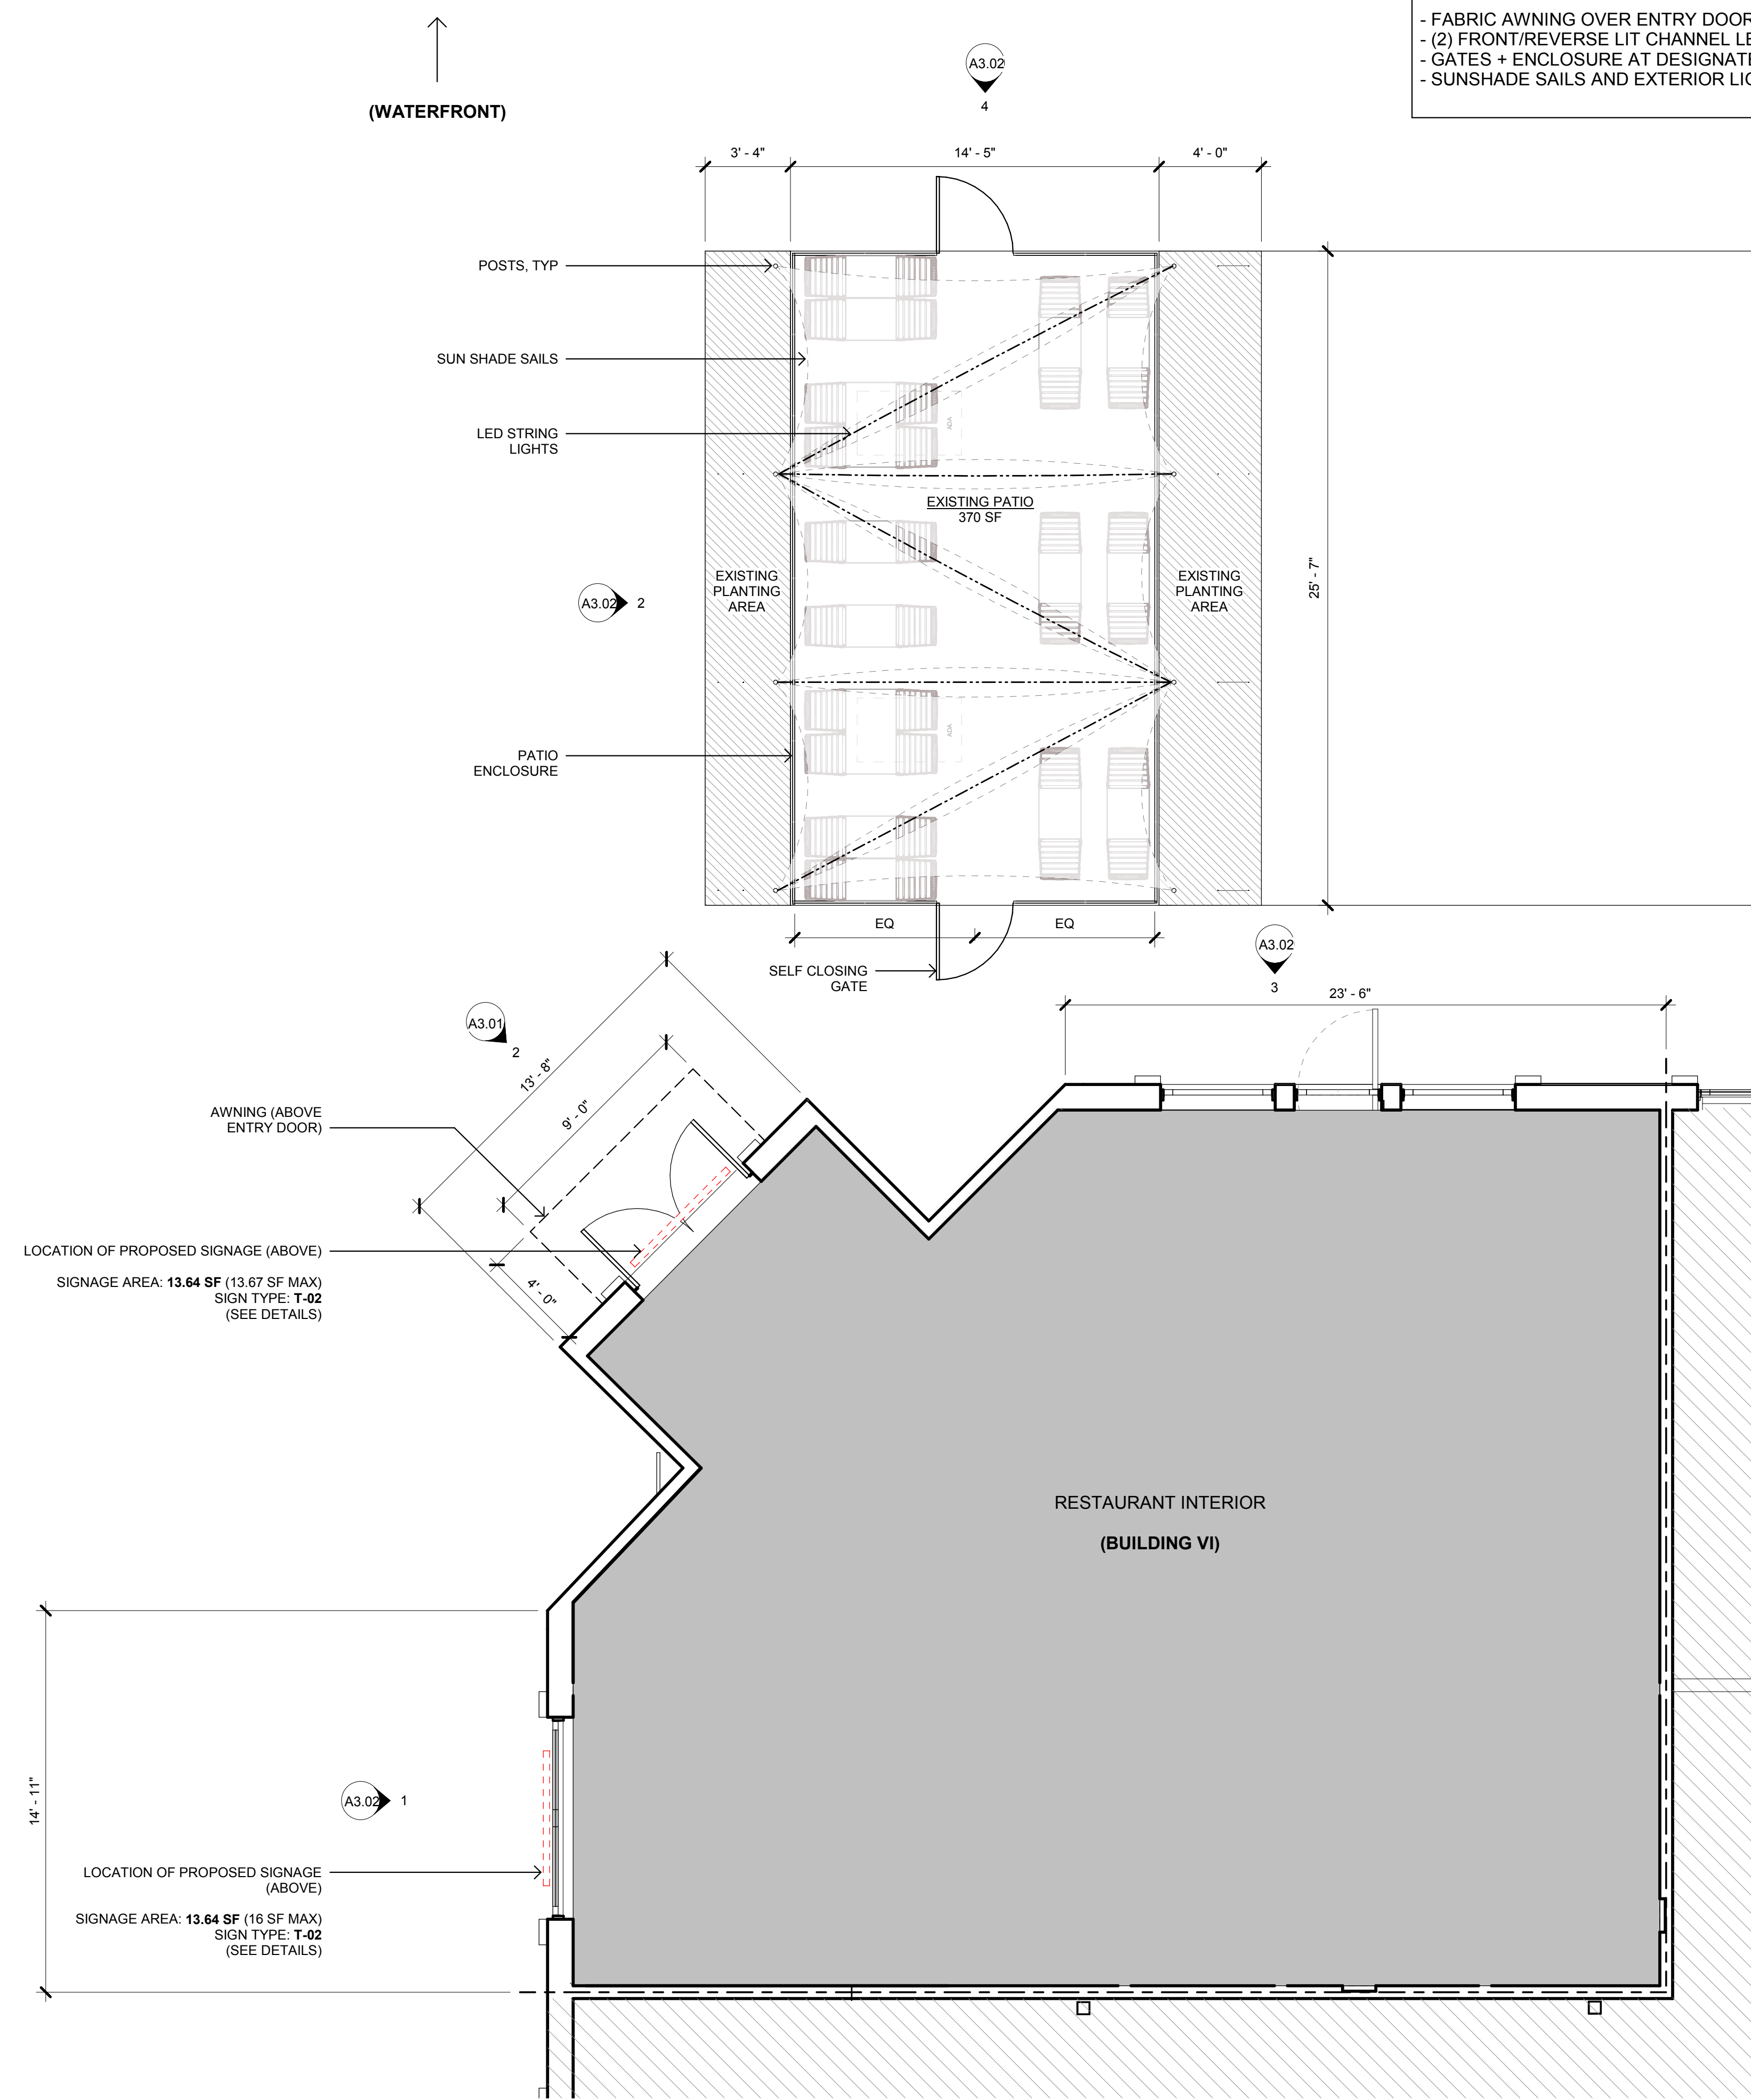 - FABRIC AWNING OVER ENTRY DOOR
- (2) FRONT/REVERSE LIT CHANNEL
- GATES + ENCLOSURE AT
- SUNSHADE SAILS AND EXTERIOR
(WATERFRONT)
A3.02
4
3' - 4"
14' - 5"
4' - 0"
POSTS, TYP
SUN SHADE SAILS
LED STRING
LIGHTS
ADA
EXISTING PATIO
370 SF
EXISTING
PLANTING
AREA
EXISTING
PLANTING
AREA
25' - 7"
A3.02
2
ADA
PATIO
ENCLOSURE
EQ
EQ
SELF CLOSING
GATE
A3.02
3
23' - 6"
A3.01
2
13' - 8"
9' - 0"
4' - 0"
AWNING (ABOVE
ENTRY DOOR)
LOCATION OF PROPOSED SIGNAGE (ABOVE)
SIGNAGE AREA: 13.64 SF (13.67 SF MAX)
SIGN TYPE: T-02
(SEE DETAILS)
RESTAURANT INTERIOR
(BUILDING VI)
14' - 11"
A3.02
1
LOCATION OF PROPOSED SIGNAGE
(ABOVE)
SIGNAGE AREA: 13.64 SF (16 SF MAX)
SIGN TYPE: T-02
(SEE DETAILS)